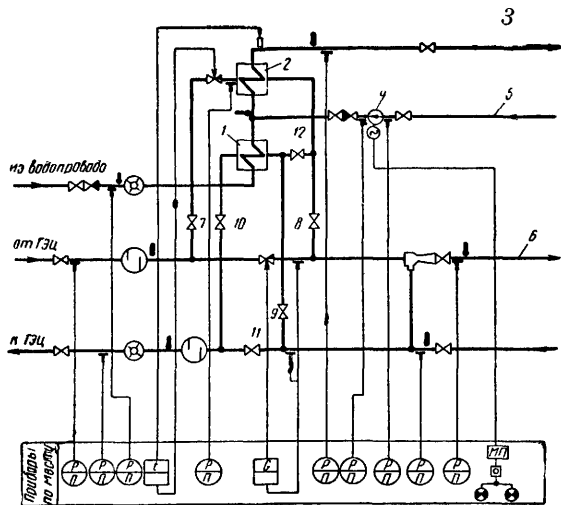 3
2
4
5
1
12
из водопровода
7
10
8
от ТЭЦ
6
9
11
к ТЭЦ
Приборы по месту
Р П
Р П
Р П
t
Р П
G
Р П
Р П
Р П
Р П
Р П
МП